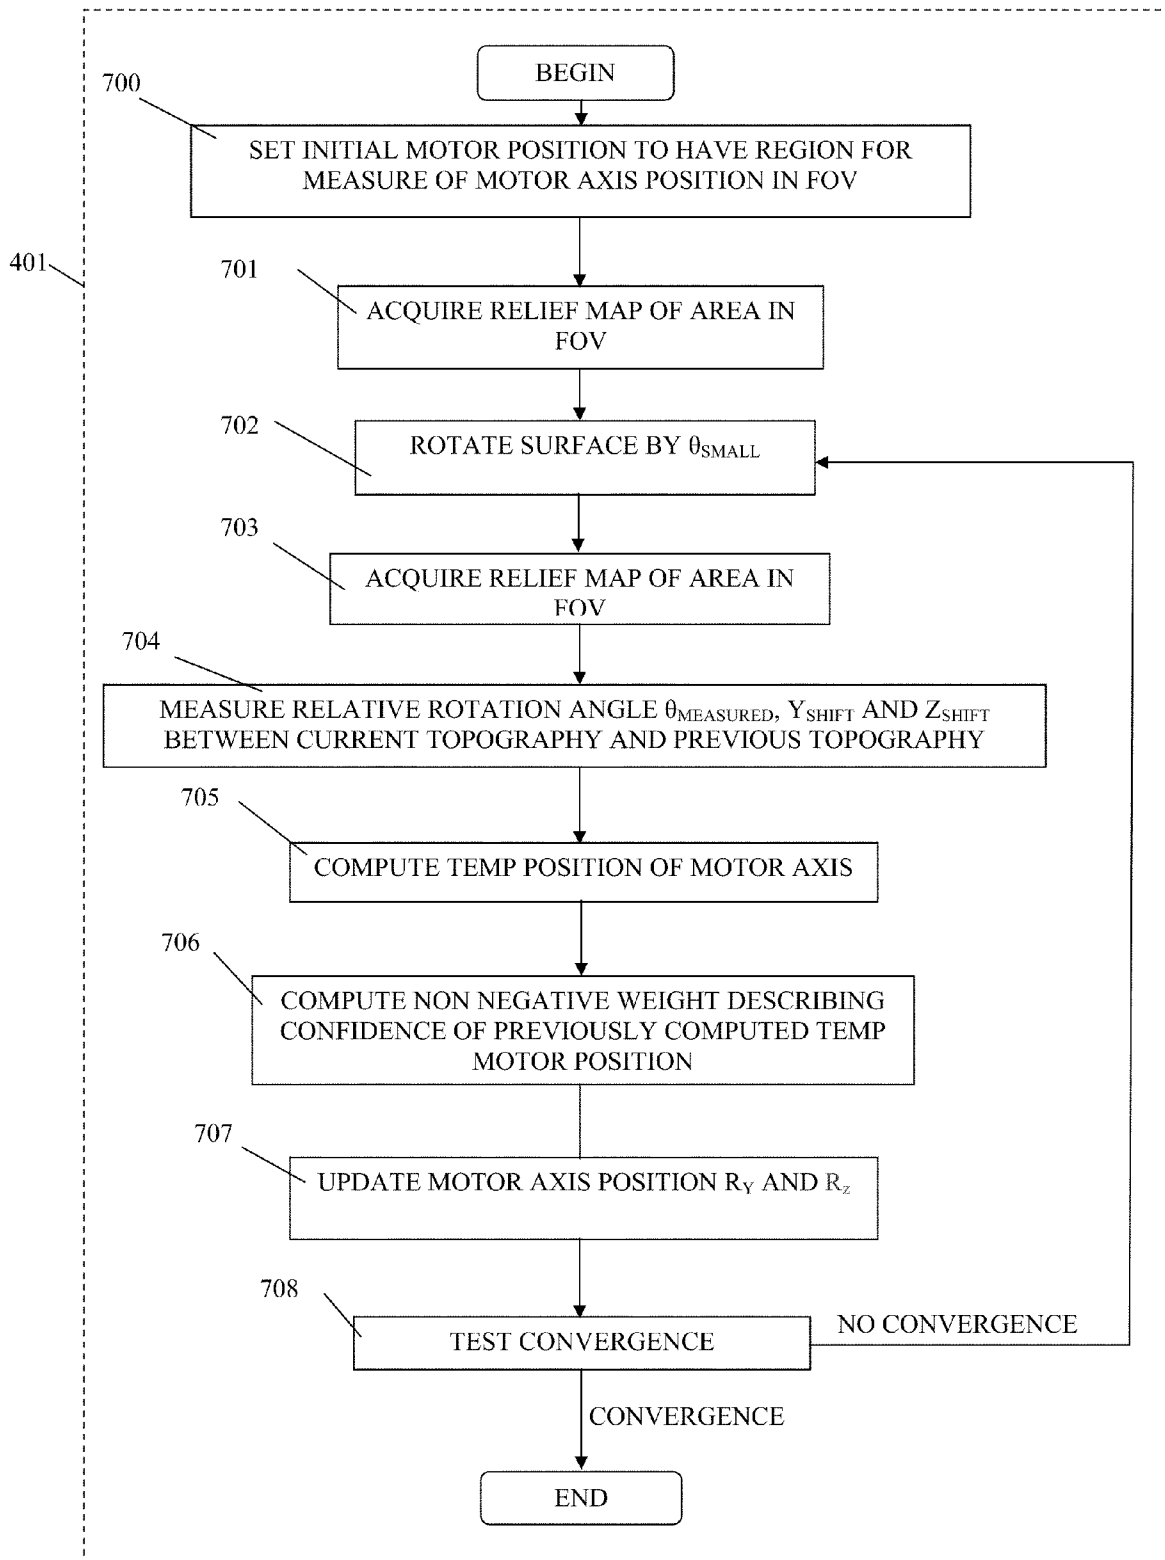 BEGIN
700
SET INITIAL MOTOR POSITION TO HAVE REGION FOR
MEASURE OF MOTOR AXIS POSITION IN FOV
401
701
ACQUIRE RELIEF MAP OF AREA IN
FOV
702
ROTATE SURFACE BY θSMALL
703
ACQUIRE RELIEF MAP OF AREA IN
FOV
704
MEASURE RELATIVE ROTATION ANGLE θMEASURED, YSHIFT AND ZSHIFT
BETWEEN CURRENT TOPOGRAPHY AND PREVIOUS TOPOGRAPHY
705
COMPUTE TEMP POSITION OF MOTOR AXIS
706
COMPUTE NON NEGATIVE WEIGHT DESCRIBING
CONFIDENCE OF PREVIOUSLY COMPUTED TEMP
MOTOR POSITION
707
UPDATE MOTOR AXIS POSITION RY AND Rz
708
TEST CONVERGENCE
NO CONVERGENCE
CONVERGENCE
END